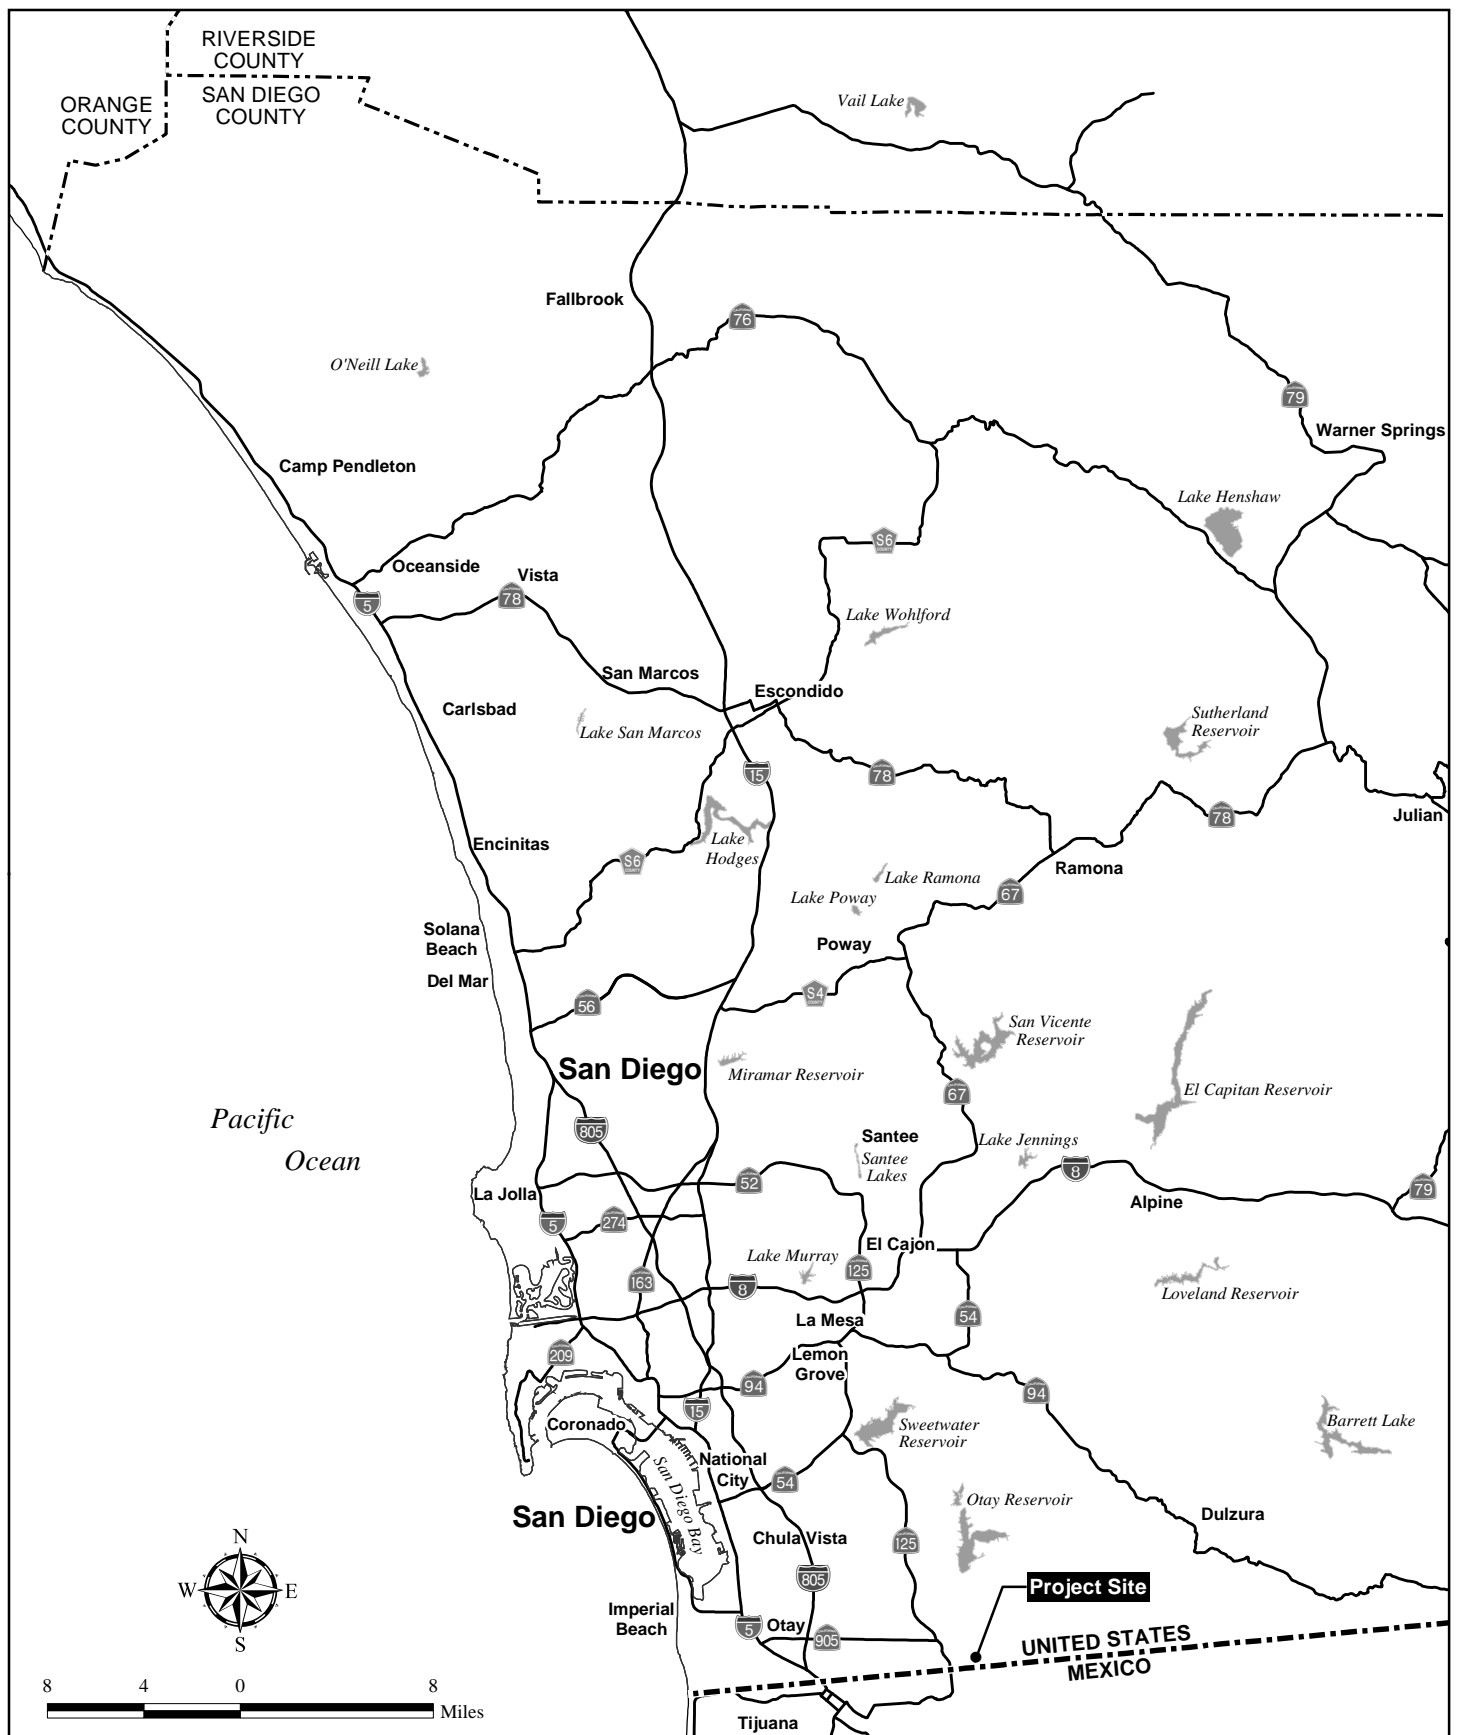 RIVERSIDE
COUNTY
ORANGE
COUNTY
SAN DIEGO
COUNTY
Vail Lake
Fallbrook
76
O'Neill Lake
79
Warner Springs
Camp Pendleton
Lake Henshaw
S6
COUNTY
Oceanside
Vista
5
78
Lake Wohlford
San Marcos
Escondido
Carlsbad
Lake San Marcos
Sutherland
Reservoir
15
78
78
Julian
Encinitas
Lake
Hodges
S6
COUNTY
Ramona
Lake Ramona
67
Lake Poway
Solana
Beach
Poway
Del Mar
56
S4
COUNTY
San Vicente
Reservoir
San Diego
Miramar Reservoir
67
El Capitan Reservoir
Pacific
Ocean
805
Santee
Santee
Lakes
Lake Jennings
8
52
79
La Jolla
Alpine
5
274
El Cajon
Lake Murray
125
163
8
Loveland Reservoir
La Mesa
54
209
Lemon
Grove
94
94
15
Coronado
Sweetwater
Reservoir
Barrett Lake
National
City
54
San Diego Bay
Otay Reservoir
San Diego
Dulzura
Chula Vista
125
N
W
E
S
805
Project Site
Imperial
Beach
5
Otay
905
UNITED STATES
MEXICO
8
4
0
8
Miles
Tijuana